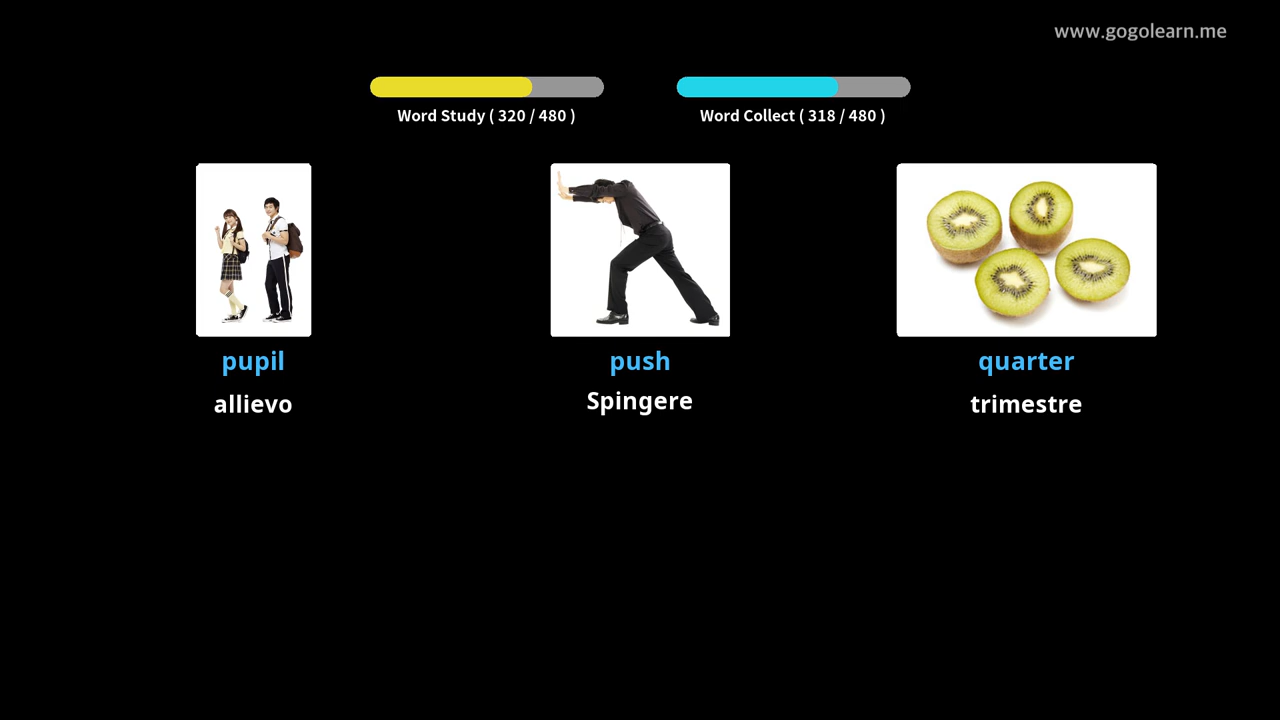 www.gogolearn.me
Word Study ( 320 / 480 )
Word Collect ( 318 / 480 )
pupil
allievo
push
Spingere
quarter
trimestre